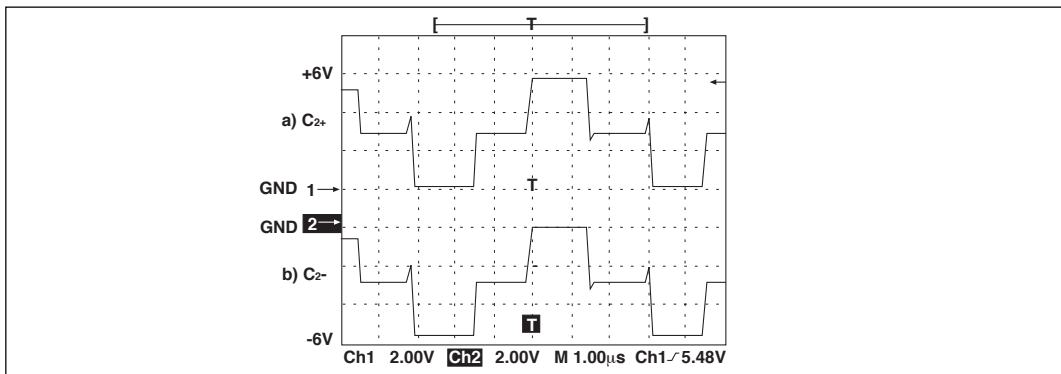 [ T ]
+6V
a) C2+
T
GND 1
GND 2
b) C2-
T
-6V
Ch1 2.00V Ch2 2.00V M 1.00μs Ch1 5.48V